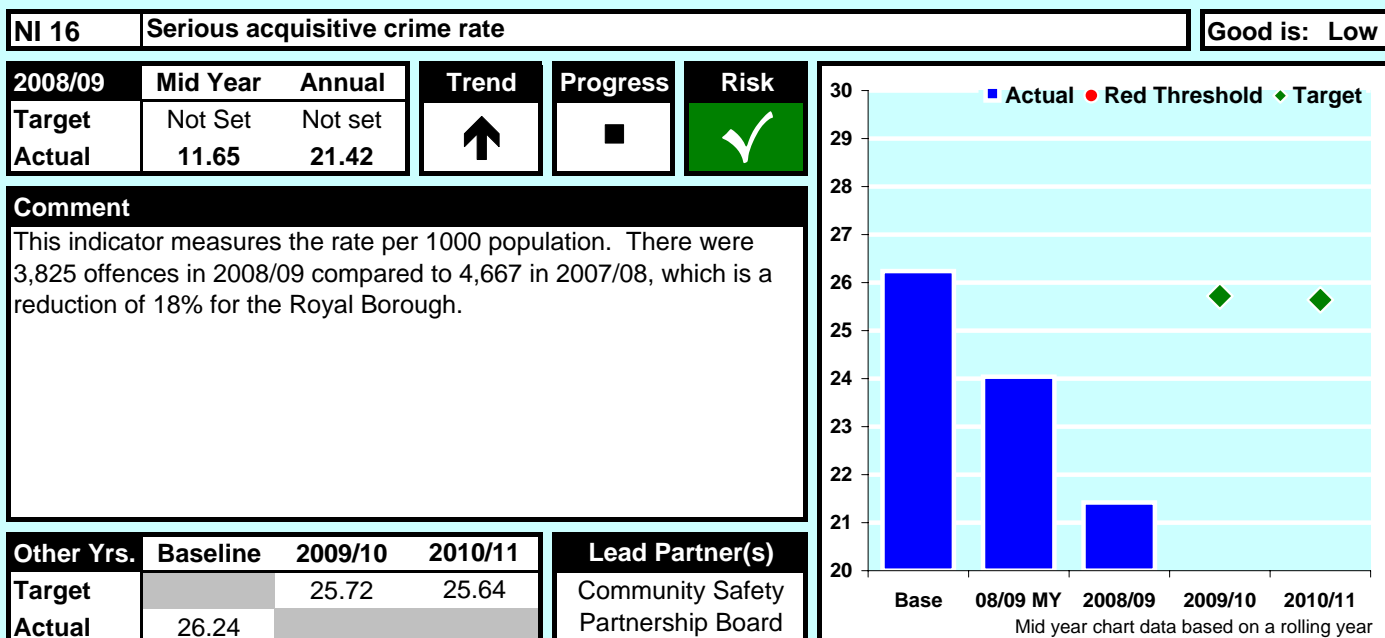 NI 16 Serious acquisitive crime rate Good is: Low
2008/09 Mid Year Annual Trend Progress Risk
Target Not Set Not set
Actual 11.65 21.42
Comment
This indicator measures the rate per 1000 population. There were
3,825 offences in 2008/09 compared to 4,667 in 2007/08, which is a
reduction of 18% for the Royal Borough.
Other Yrs. Baseline 2009/10 2010/11
Target 25.72 25.64
Actual 26.24
Lead Partner(s)
Community Safety
Partnership Board
Actual Red Threshold Target
30
29
28
27
26
25
24
23
22
21
20
Base 08/09 MY 2008/09 2009/10 2010/11
Mid year chart data based on a rolling year